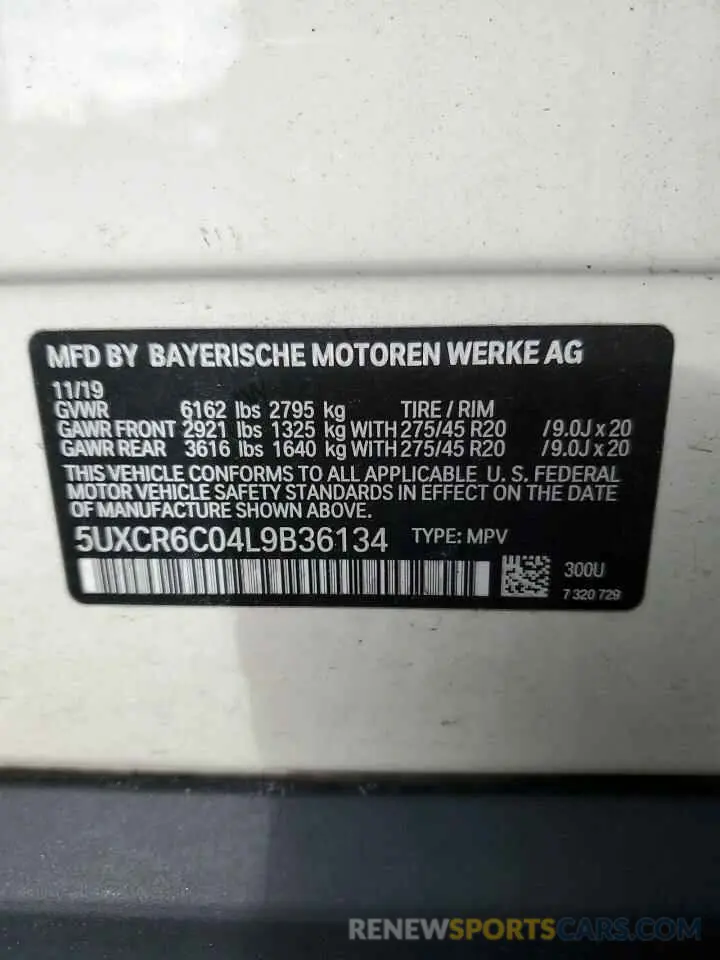 MFD BY BAYERISCHE MOTOREN WERKE AG
11/19
GVWR 6162 lbs 2795 kg TIRE / RIM
GAWR FRONT 2921 lbs 1325 kg WITH 275/45 R20 / 9.0J x 20
GAWR REAR 3616 lbs 1640 kg WITH 275/45 R20 / 9.0J x 20
THIS VEHICLE CONFORMS TO ALL APPLICABLE U. S. FEDERAL
MOTOR VEHICLE SAFETY STANDARDS IN EFFECT ON THE DATE
OF MANUFACTURE SHOWN ABOVE.
5UXCR6C04L9B36134 TYPE: MPV
300U
7 320 729
RENEWSPORTSCARS.COM